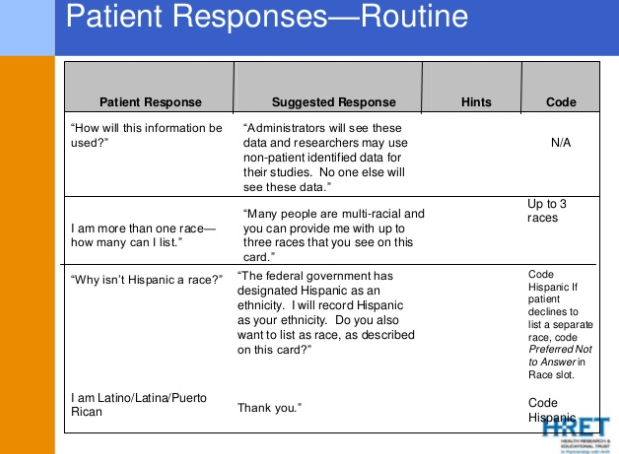 Patient Responses—Routine
Patient Response
Suggested Response
Hints
Code
“How will this information be
used?”
“Administrators will see these
data and researchers may use
non-patient identified data for
their studies.  No one else will
see these data.”
N/A
I am more than one race—
how many can I list.”
“Many people are multi-racial and
you can provide me with up to
three races that you see on this
card.”
Up to 3
races
“Why isn’t Hispanic a race?”
“The federal government has
designated Hispanic as an
ethnicity.  I will record Hispanic
as your ethnicity.  Do you also
want to list as race, as described
on this card?”
Code
Hispanic If
patient
declines to
list a separate
race, code
Preferred Not
to Answer in
Race slot.
I am Latino/Latina/Puerto
Rican
Thank you.”
Code
Hispanic
HRET
HEALTH RESEARCH &
EDUCATIONAL TRUST
In Partnership with AHA